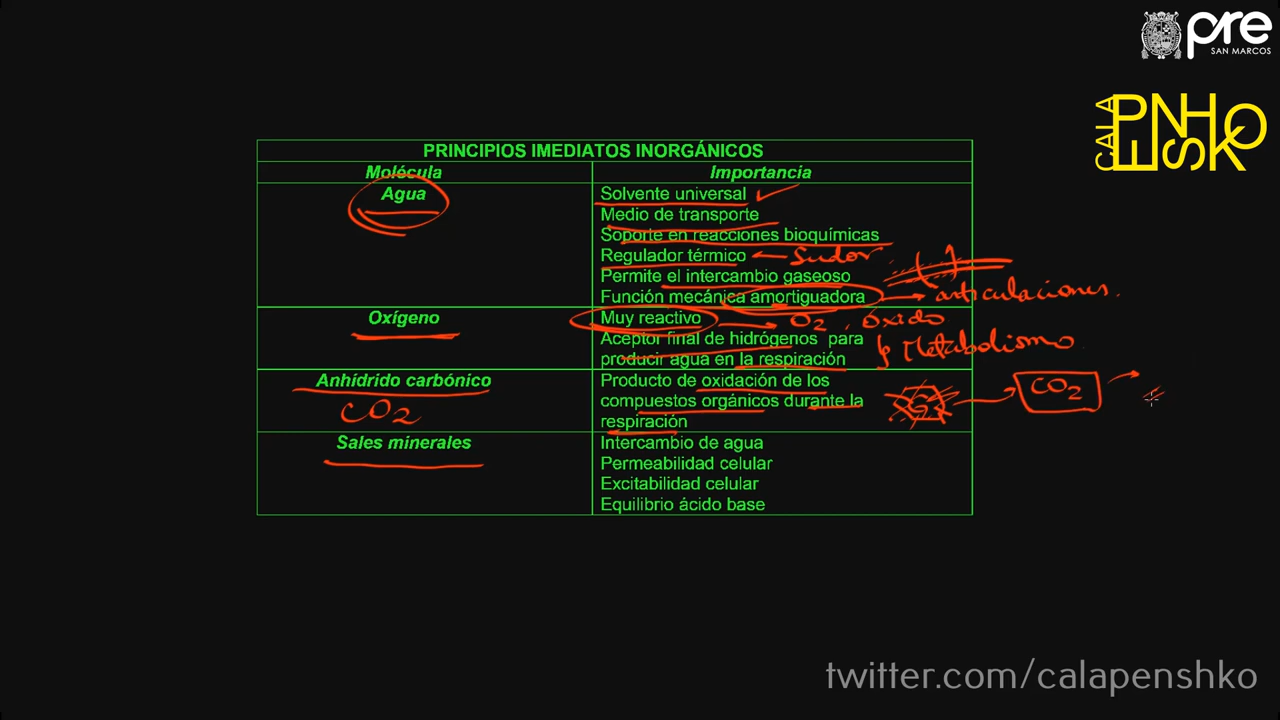 pre
SAN MARCOS
CALA
PENSHKO
PRINCIPIOS IMEDIATOS INORGÁNICOS
Molécula Importancia
Agua Solvente universal
Medio de transporte
Soporte en reacciones bioquímicas
Regulador térmico ← Sudor
Permite el intercambio gaseoso
Función mecánica amortiguadora → articulaciones.
Oxígeno Muy reactivo → O2, óxido
Aceptor final de hidrógenos para Metabolismo
producir agua en la respiración
Anhídrido carbónico Producto de oxidación de los
CO2 compuestos orgánicos durante la → CO2 →
respiración
Sales minerales Intercambio de agua
Permeabilidad celular
Excitabilidad celular
Equilibrio ácido base
twitter.com/calapenshko